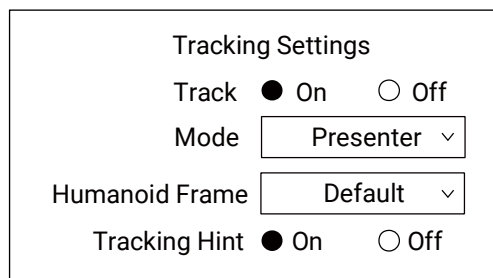 Tracking Settings
Track On Off
Mode Presenter
Humanoid Frame Default
Tracking Hint On Off